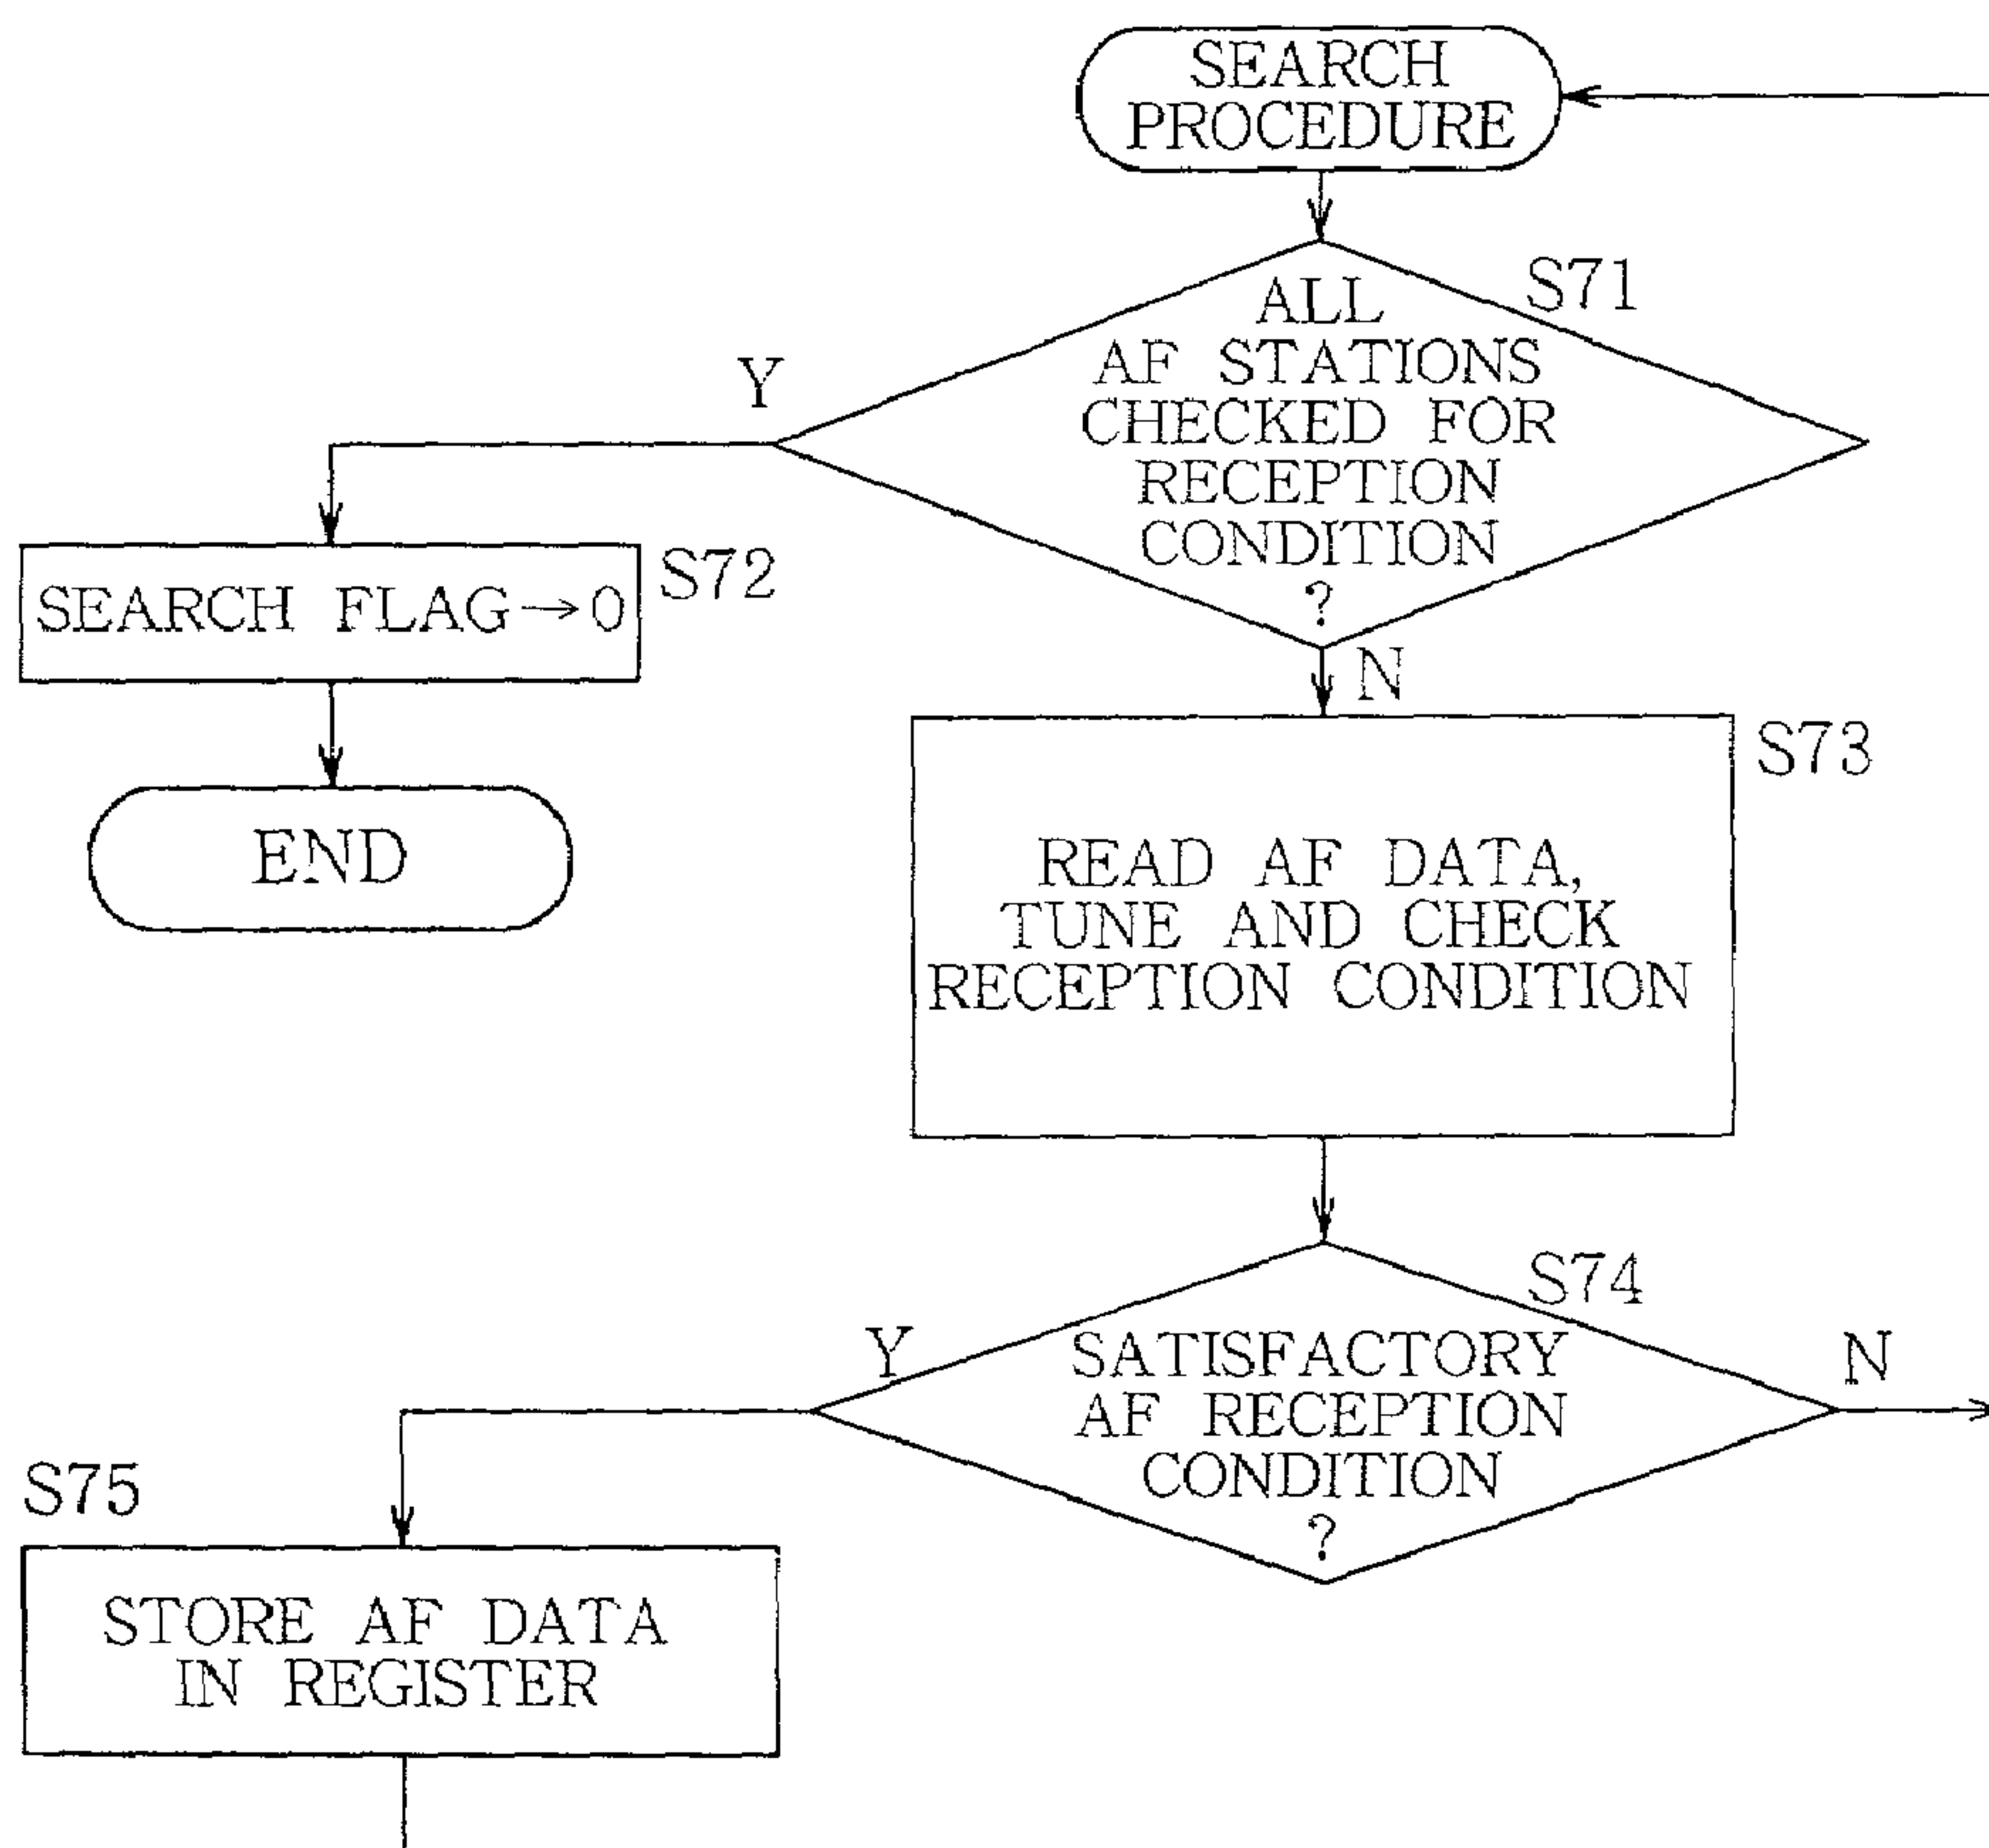 SEARCH
PROCEDURE
S71
ALL
AF STATIONS
CHECKED FOR
RECEPTION
CONDITION
?
Y
N
S72
SEARCH FLAG→0
END
S73
READ AF DATA,
TUNE AND CHECK
RECEPTION CONDITION
S74
SATISFACTORY
AF RECEPTION
CONDITION
?
Y
N
S75
STORE AF DATA
IN REGISTER